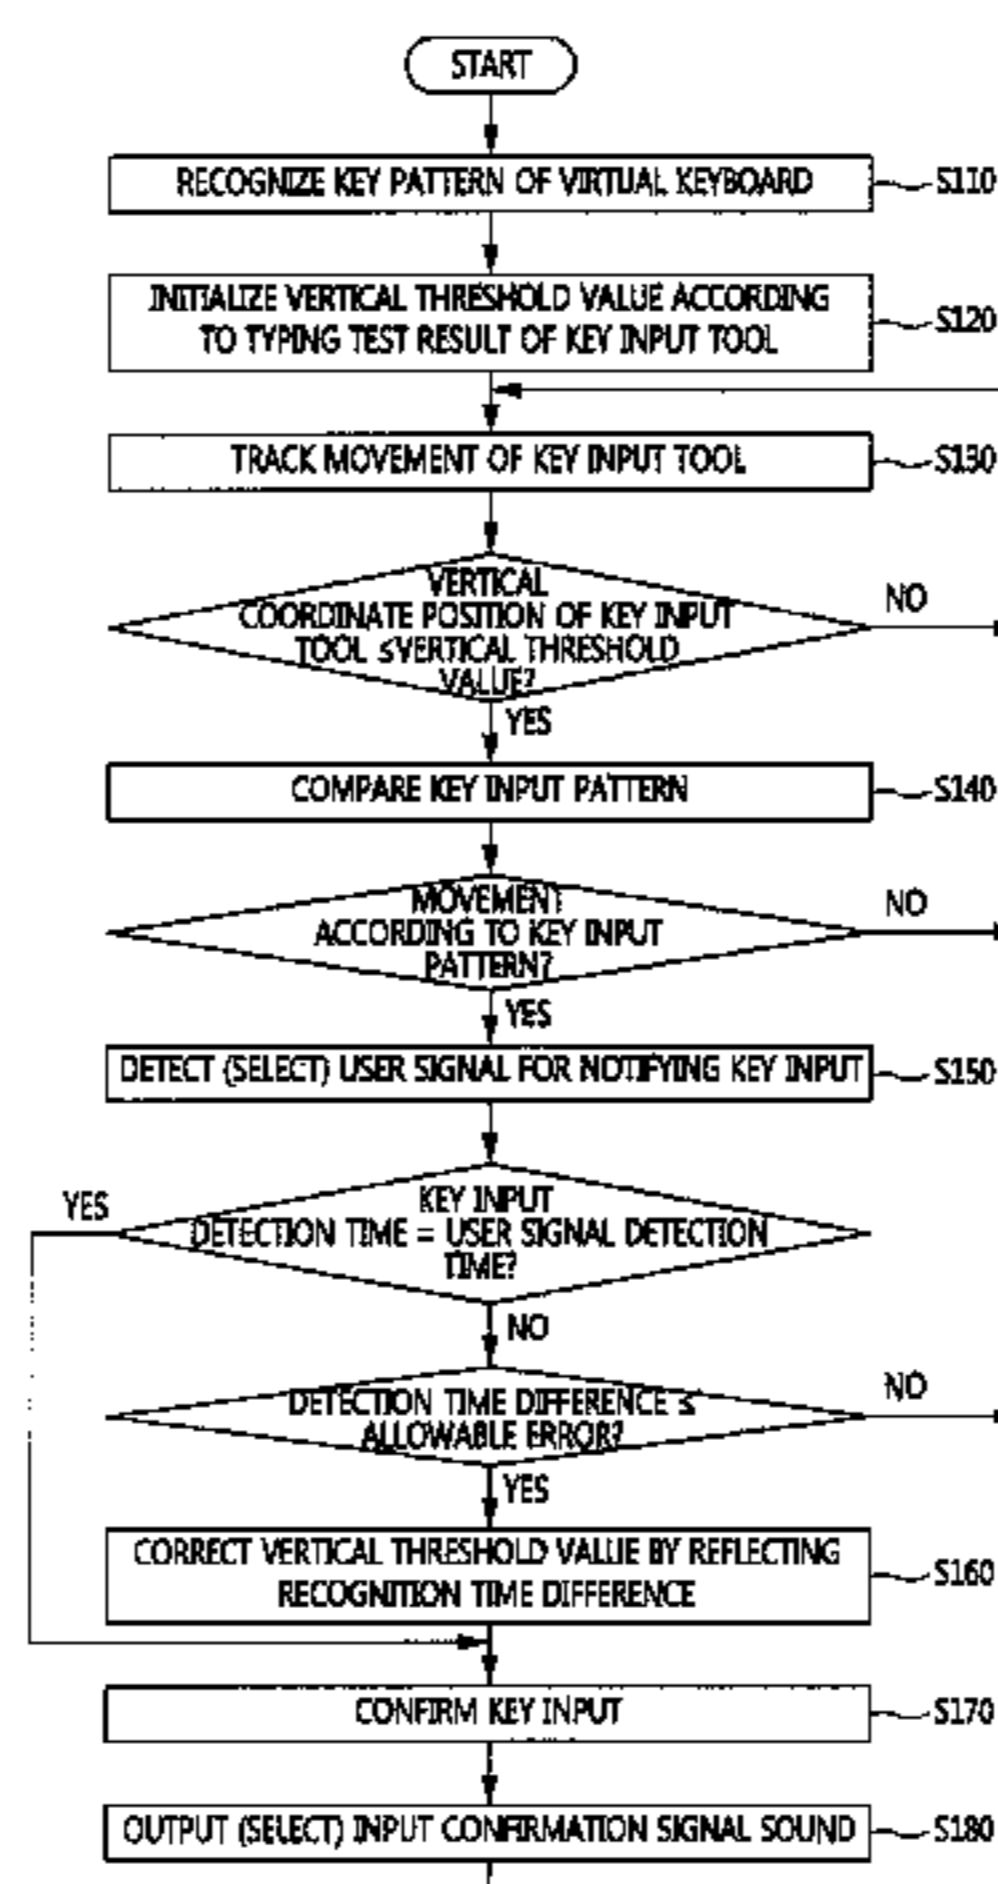 START
RECOGNIZE KEY PATTERN OF VIRTUAL KEYBOARD
S110
INITIALIZE VERTICAL THRESHOLD VALUE ACCORDING
TO TYPING TEST RESULT OF KEY INPUT TOOL
S120
TRACK MOVEMENT OF KEY INPUT TOOL
S130
VERTICAL
COORDINATE POSITION OF KEY INPUT
TOOL ≤VERTICAL THRESHOLD
VALUE?
NO
YES
COMPARE KEY INPUT PATTERN
S140
MOVEMENT
ACCORDING TO KEY INPUT
PATTERN?
NO
YES
DETECT (SELECT) USER SIGNAL FOR NOTIFYING KEY INPUT
S150
YES
KEY INPUT
DETECTION TIME = USER SIGNAL DETECTION
TIME?
NO
DETECTION TIME DIFFERENCE ≤
ALLOWABLE ERROR?
NO
YES
CORRECT VERTICAL THRESHOLD VALUE BY REFLECTING
RECOGNITION TIME DIFFERENCE
S160
CONFIRM KEY INPUT
S170
OUTPUT (SELECT) INPUT CONFIRMATION SIGNAL SOUND
S180